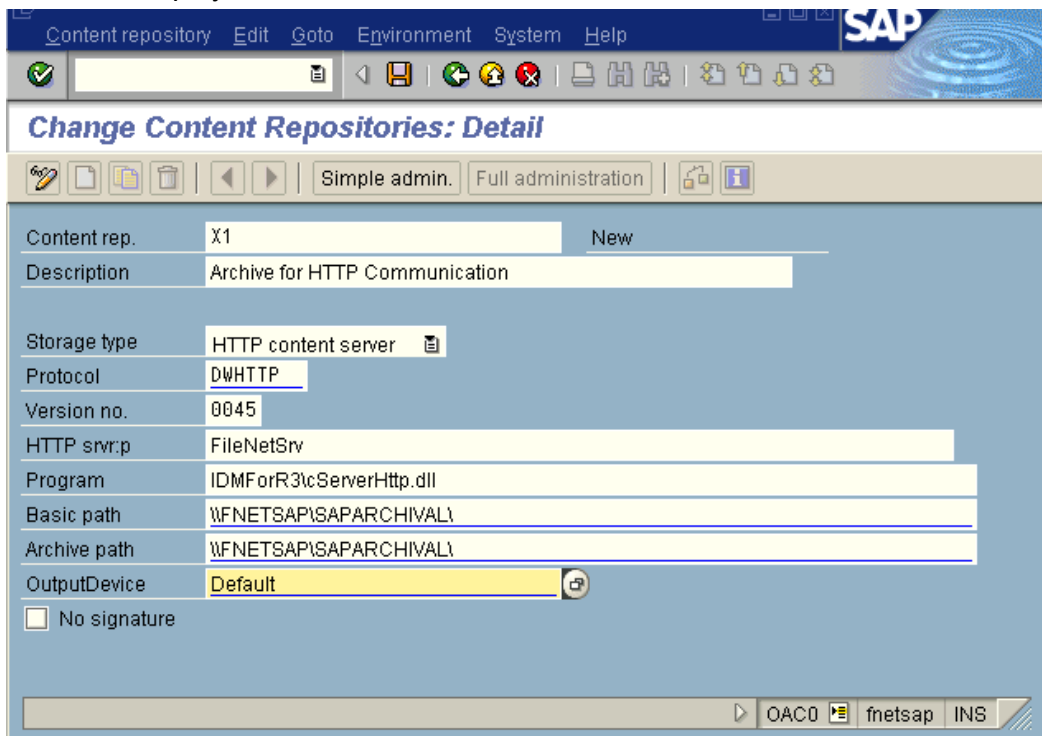 Content repository Edit Goto Environment System Help SAP
Change Content Repositories: Detail
Simple admin. Full administration
Content rep. X1 New
Description Archive for HTTP Communication
Storage type HTTP content server
Protocol DWHTTP
Version no. 0045
HTTP srvr:p FileNetSrv
Program IDMForR3\cServerHttp.dll
Basic path \\FNETSAP\SAPARCHIVAL\
Archive path \\FNETSAP\SAPARCHIVAL\
OutputDevice Default
No signature
OAC0 fnetsap INS